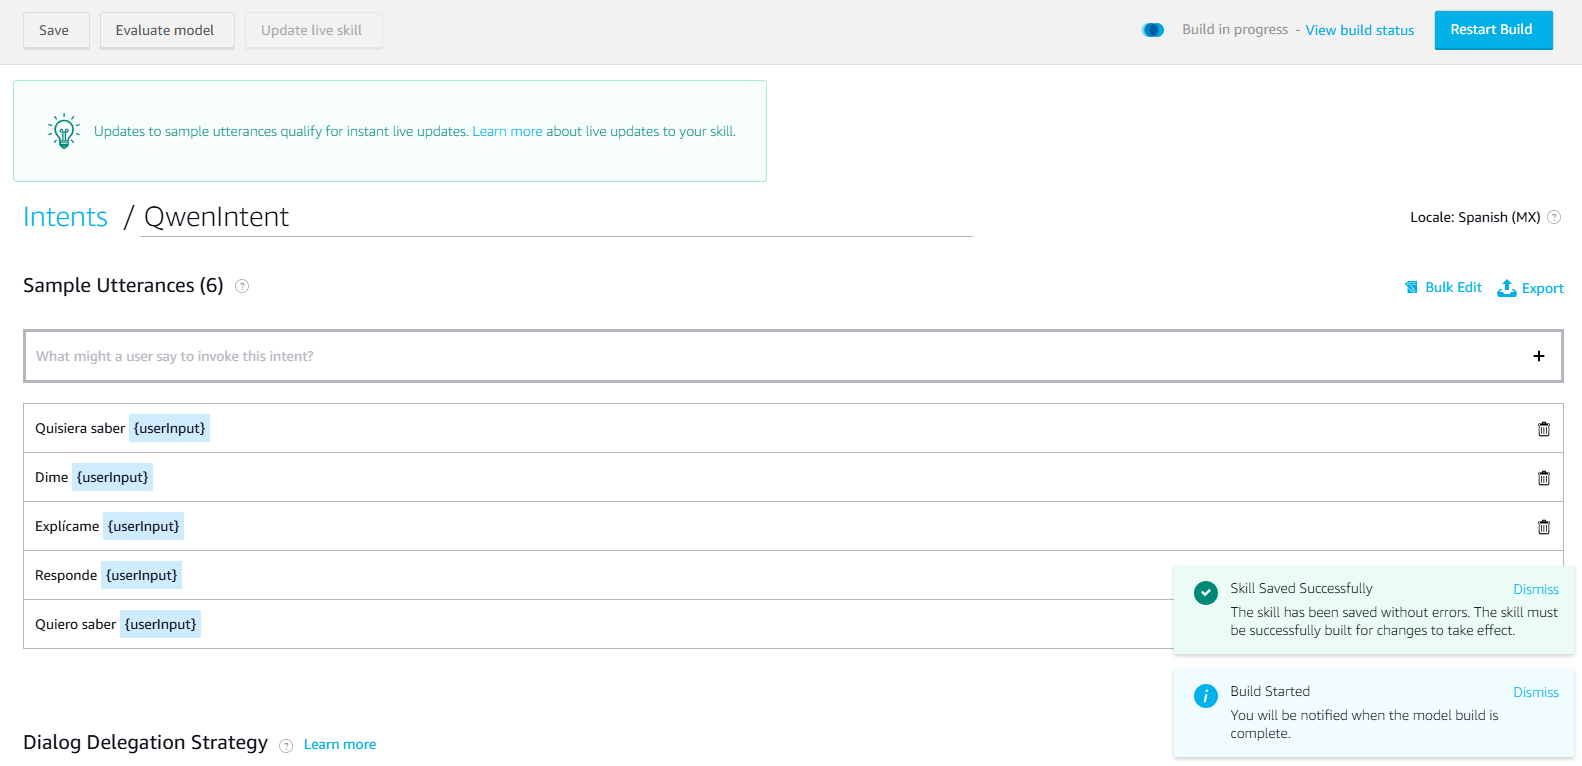 Save
Evaluate model
Update live skill
Build in progress - View build status
Restart Build
Updates to sample utterances qualify for instant live updates. Learn more about live updates to your skill.
Intents / QwenIntent
Locale: Spanish (MX) ?
Sample Utterances (6) ?
Bulk Edit
Export
What might a user say to invoke this intent? +
Quisiera saber {userInput}
Dime {userInput}
Explícame {userInput}
Responde {userInput}
Quiero saber {userInput}
Skill Saved Successfully
Dismiss
The skill has been saved without errors. The skill must
be successfully built for changes to take effect.
Build Started
Dismiss
You will be notified when the model build is
complete.
Dialog Delegation Strategy ? Learn more